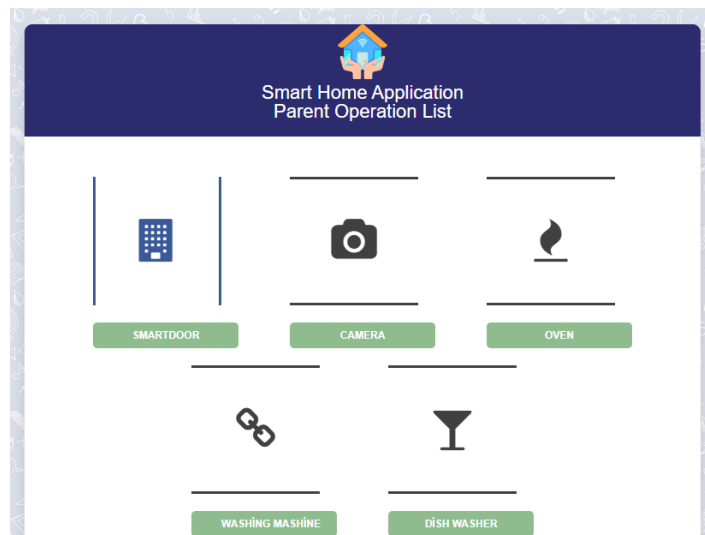 Smart Home Application
Parent Operation List
SMARTDOOR
CAMERA
OVEN
WASHİNG MASHİNE
DİSH WASHER